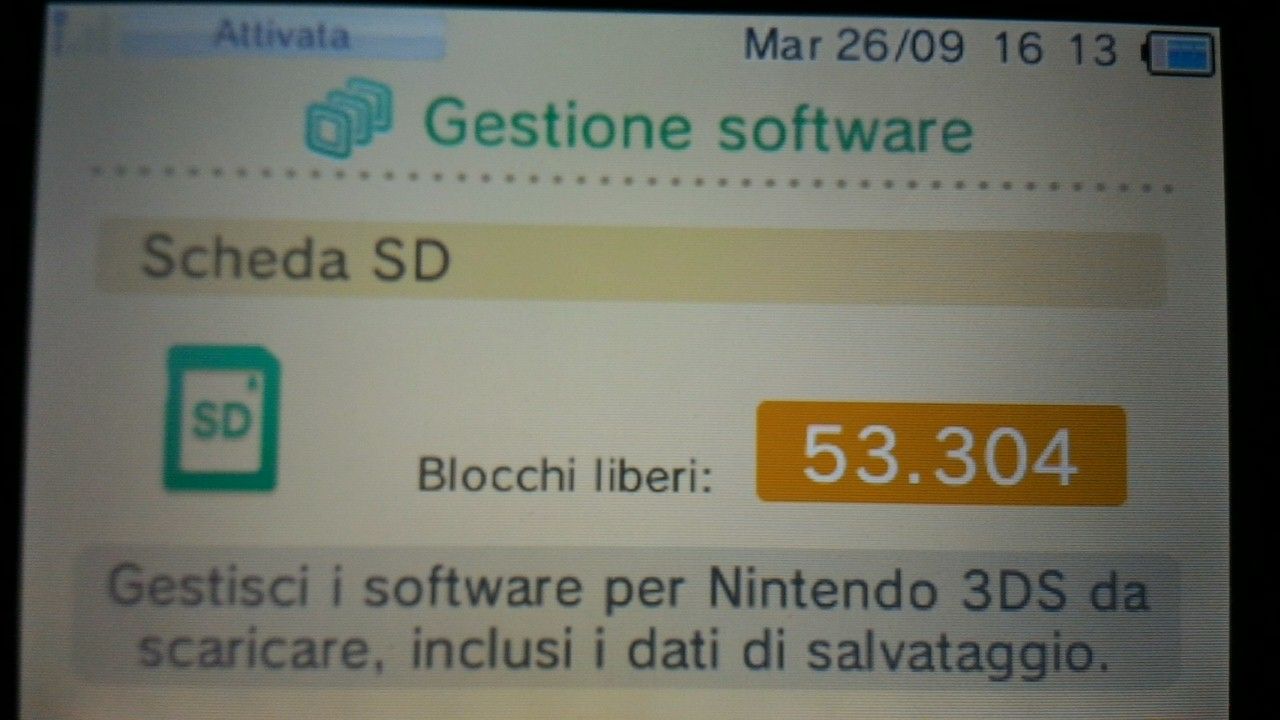 Attivata
Mar 26/09 16 13
Gestione software
Scheda SD
SD
Blocchi liberi: 53.304
Gestisci i software per Nintendo 3DS da
scaricare, inclusi i dati di salvataggio.